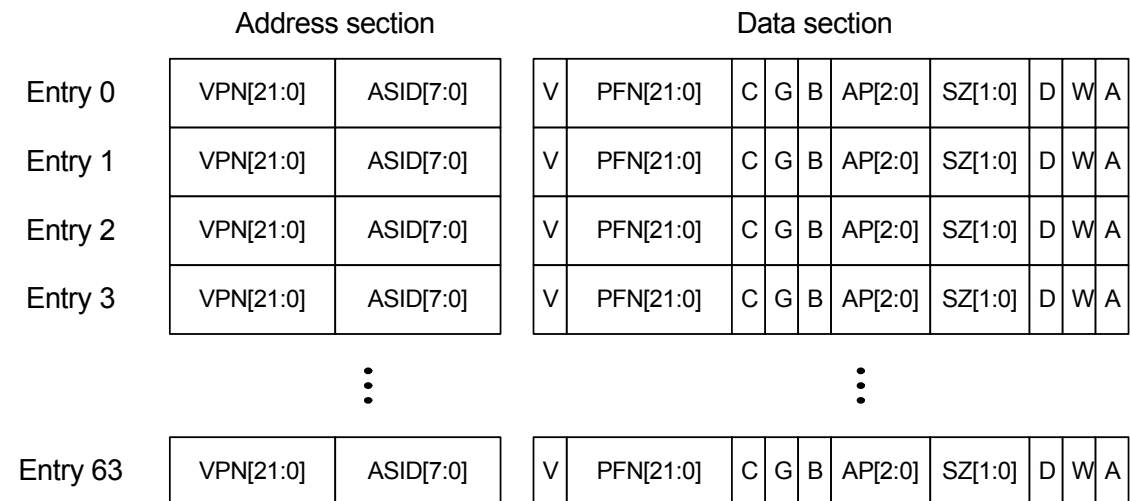 Address section Data section
Entry 0 VPN[21:0] ASID[7:0] V PFN[21:0] C G B AP[2:0] SZ[1:0] D W A
Entry 1 VPN[21:0] ASID[7:0] V PFN[21:0] C G B AP[2:0] SZ[1:0] D W A
Entry 2 VPN[21:0] ASID[7:0] V PFN[21:0] C G B AP[2:0] SZ[1:0] D W A
Entry 3 VPN[21:0] ASID[7:0] V PFN[21:0] C G B AP[2:0] SZ[1:0] D W A
Entry 63 VPN[21:0] ASID[7:0] V PFN[21:0] C G B AP[2:0] SZ[1:0] D W A